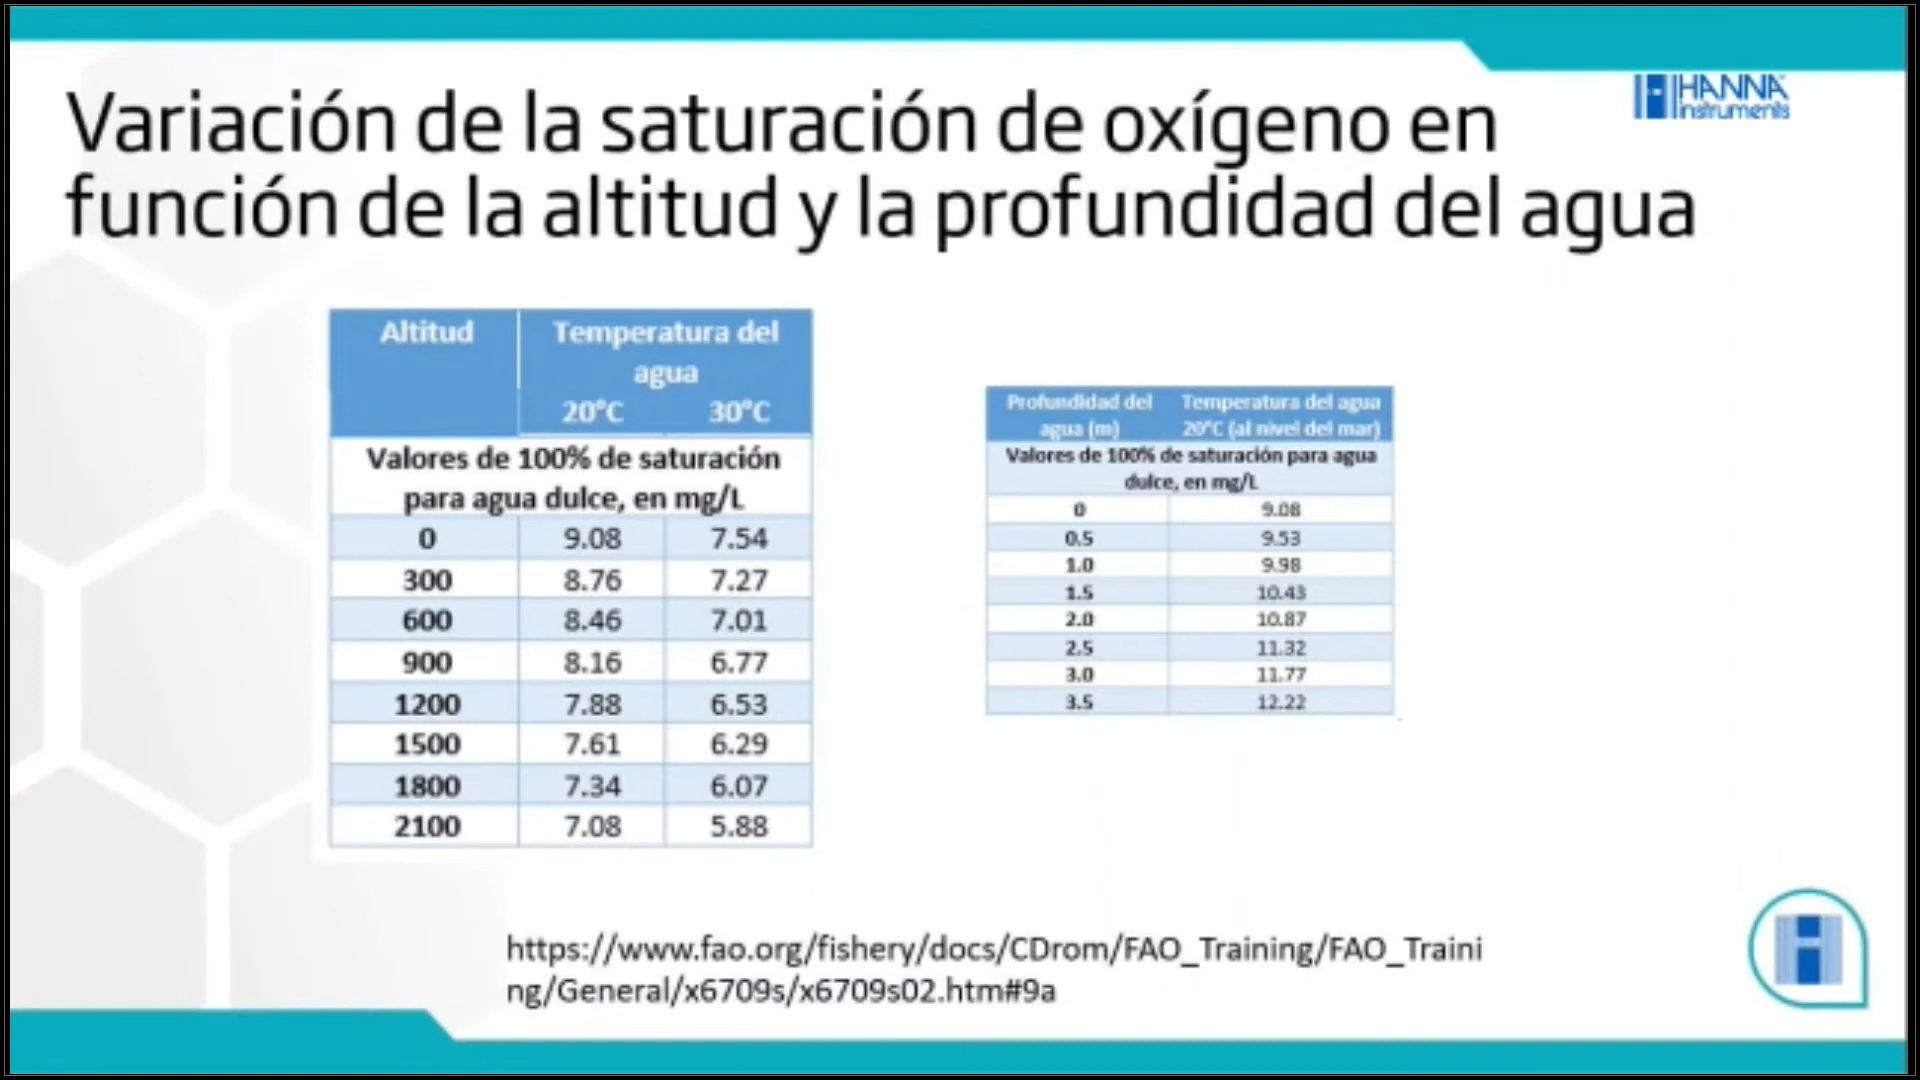 HANNA
instruments
Variación de la saturación de oxígeno en
función de la altitud y la profundidad del agua
Altitud Temperatura del
agua
20°C 30°C
Valores de 100% de saturación
para agua dulce, en mg/L
0 9.08 7.54
300 8.76 7.27
600 8.46 7.01
900 8.16 6.77
1200 7.88 6.53
1500 7.61 6.29
1800 7.34 6.07
2100 7.08 5.88
Profundidad del Temperatura del agua
agua (m) 20°C (al nivel del mar)
Valores de 100% de saturación para agua
dulce, en mg/L
0 9.08
0.5 9.53
1.0 9.98
1.5 10.43
2.0 10.87
2.5 11.32
3.0 11.77
3.5 12.22
https://www.fao.org/fishery/docs/CDrom/FAO_Training/FAO_Traini
ng/General/x6709s/x6709s02.htm#9a